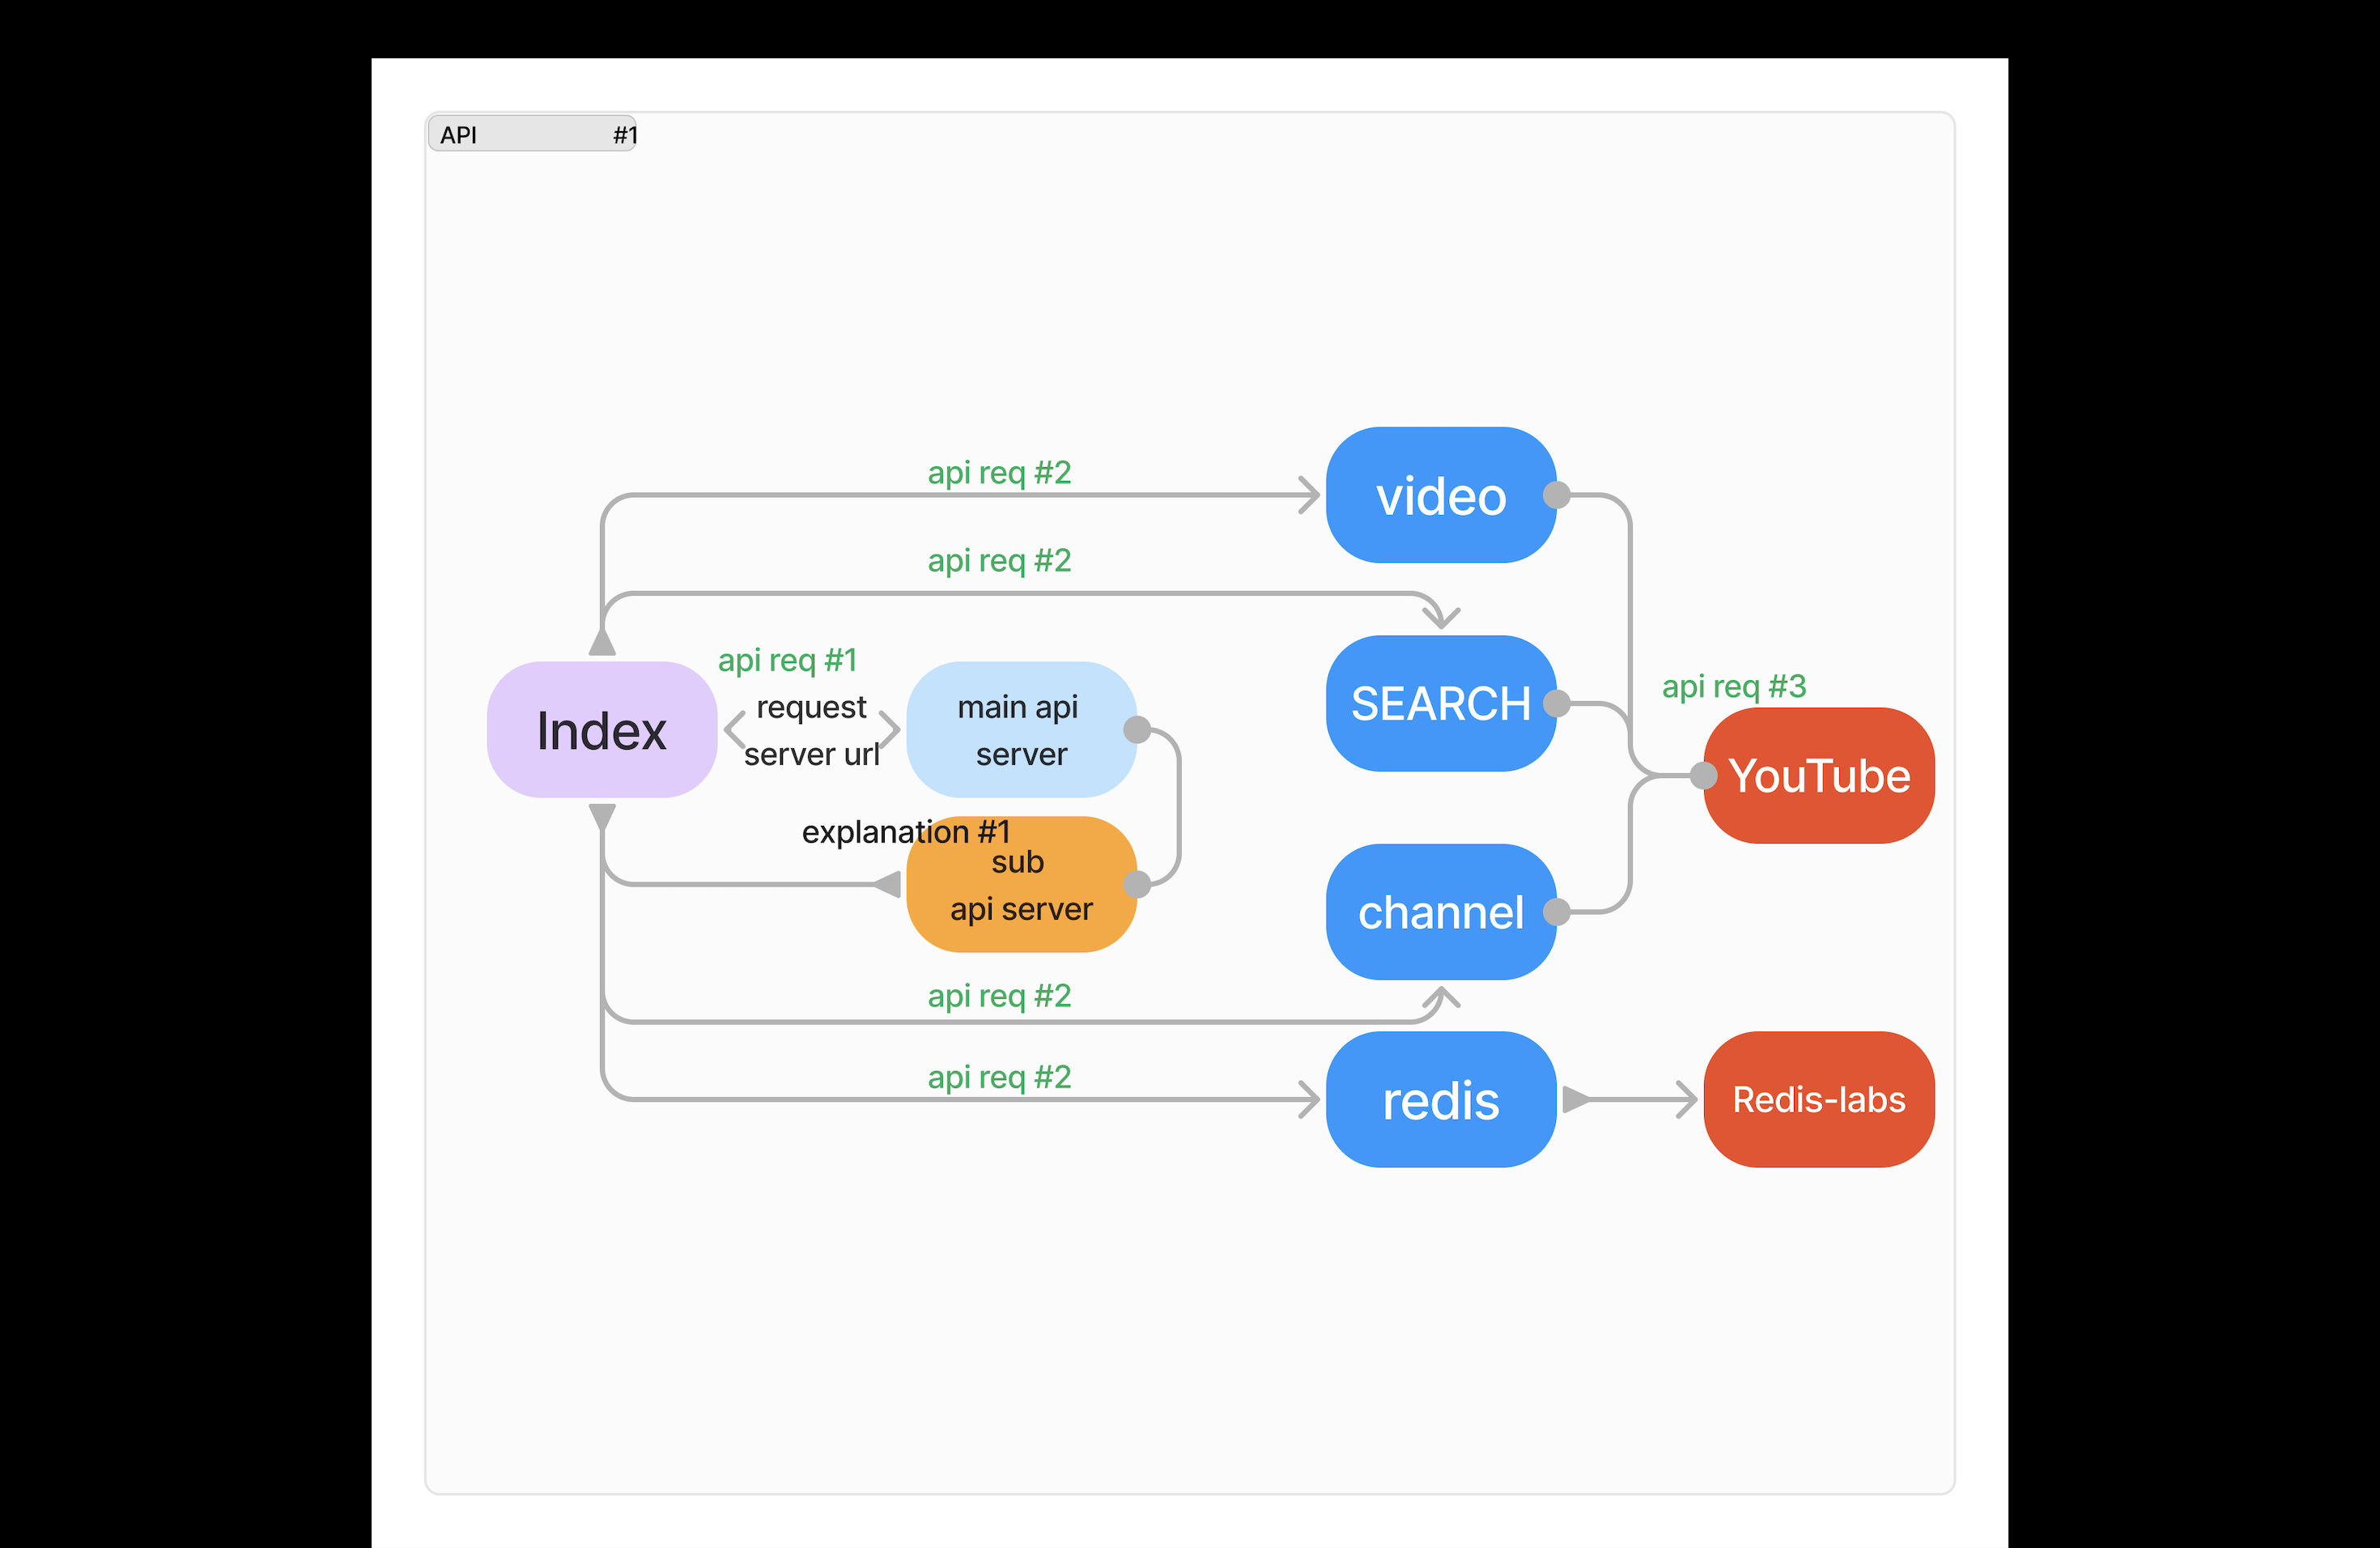 API #1
api req #2
video
api req #2
api req #1
request
server url
Index
main api
server
SEARCH
api req #3
YouTube
explanation #1
sub
api server
channel
api req #2
api req #2
redis
Redis-labs